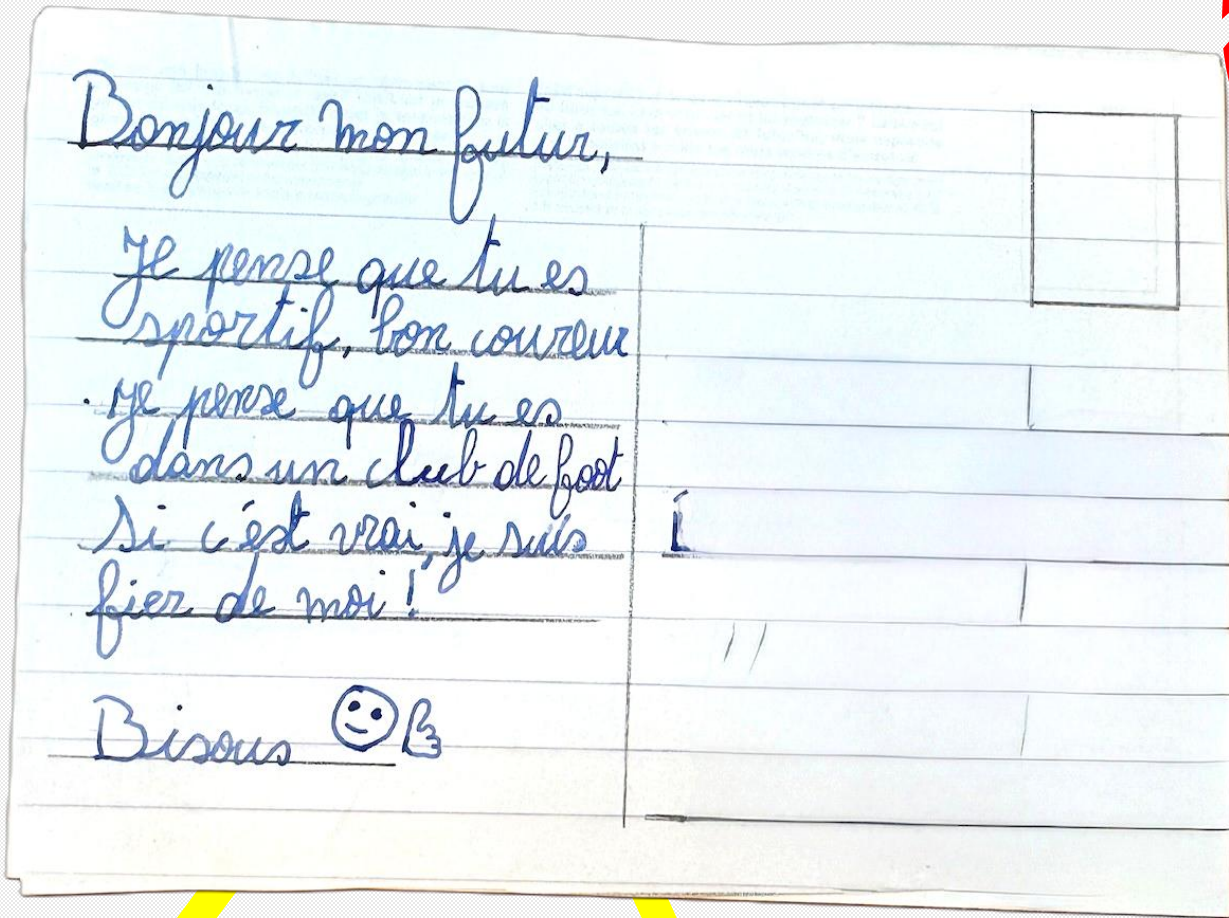 Bonjour mon futur,
Je pense que tu es
sportif, bon coureur
. je pense que tu es
dans un club de foot
si c'est vrai, je suis
fier de moi !
Bisous